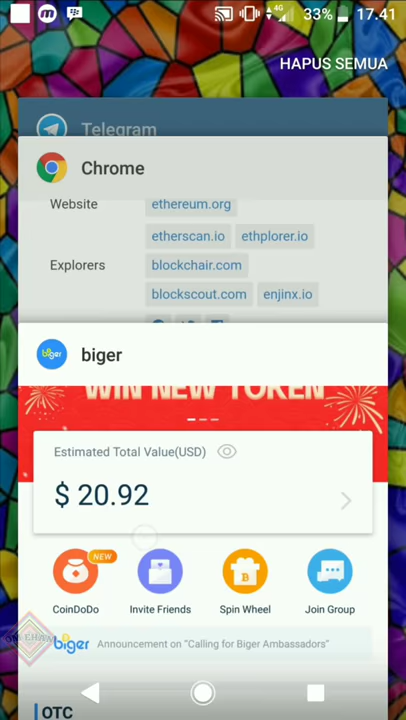 33% 17.41
4G
HAPUS SEMUA
Telegram
Chrome
Website ethereum.org
etherscan.io ethplorer.io
Explorers blockchair.com
blockscout.com enjinx.io
biger
biger
WIN NEW TOKEN
Estimated Total Value(USD)
$ 20.92
NEW
CoinDoDo Invite Friends Spin Wheel Join Group
biger Announcement on "Calling for Biger Ambassadors"
OTC